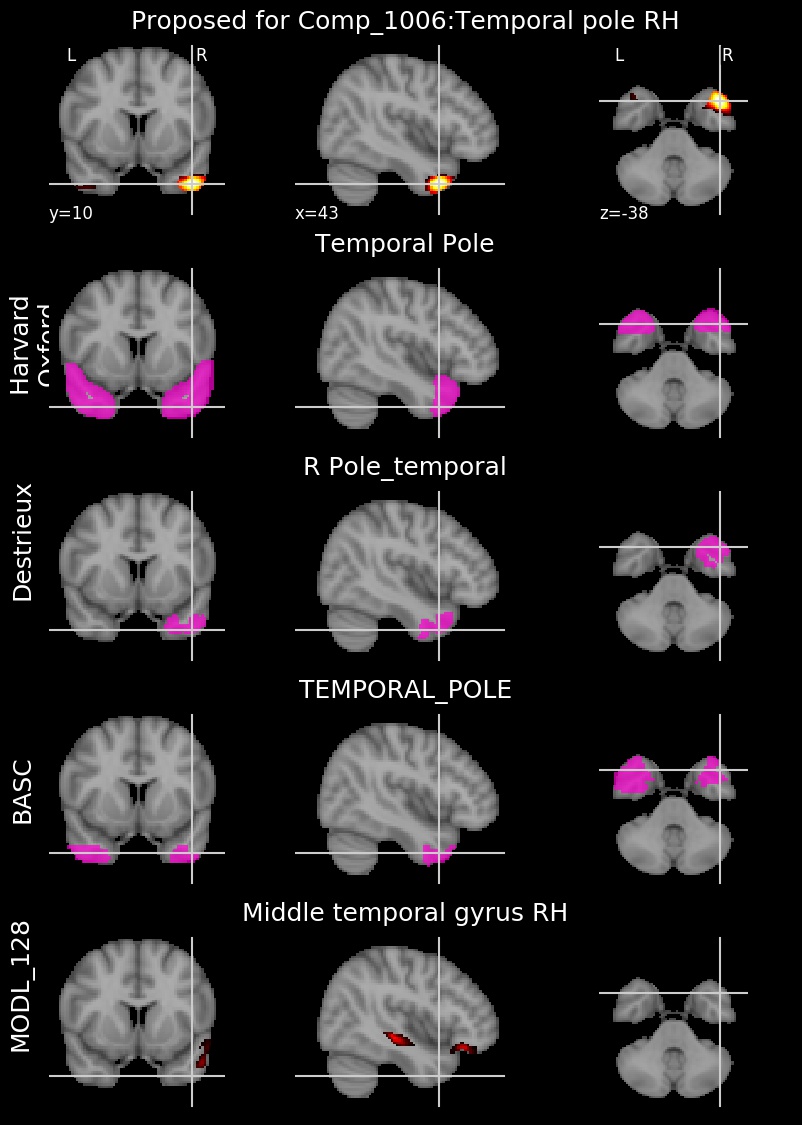 Proposed for Comp_1006:Temporal pole RH
L R L R
y=10 x=43 z=-38
Temporal Pole
Harvard
Oxford
R Pole_temporal
Destrieux
TEMPORAL_POLE
BASC
Middle temporal gyrus RH
MODL_128